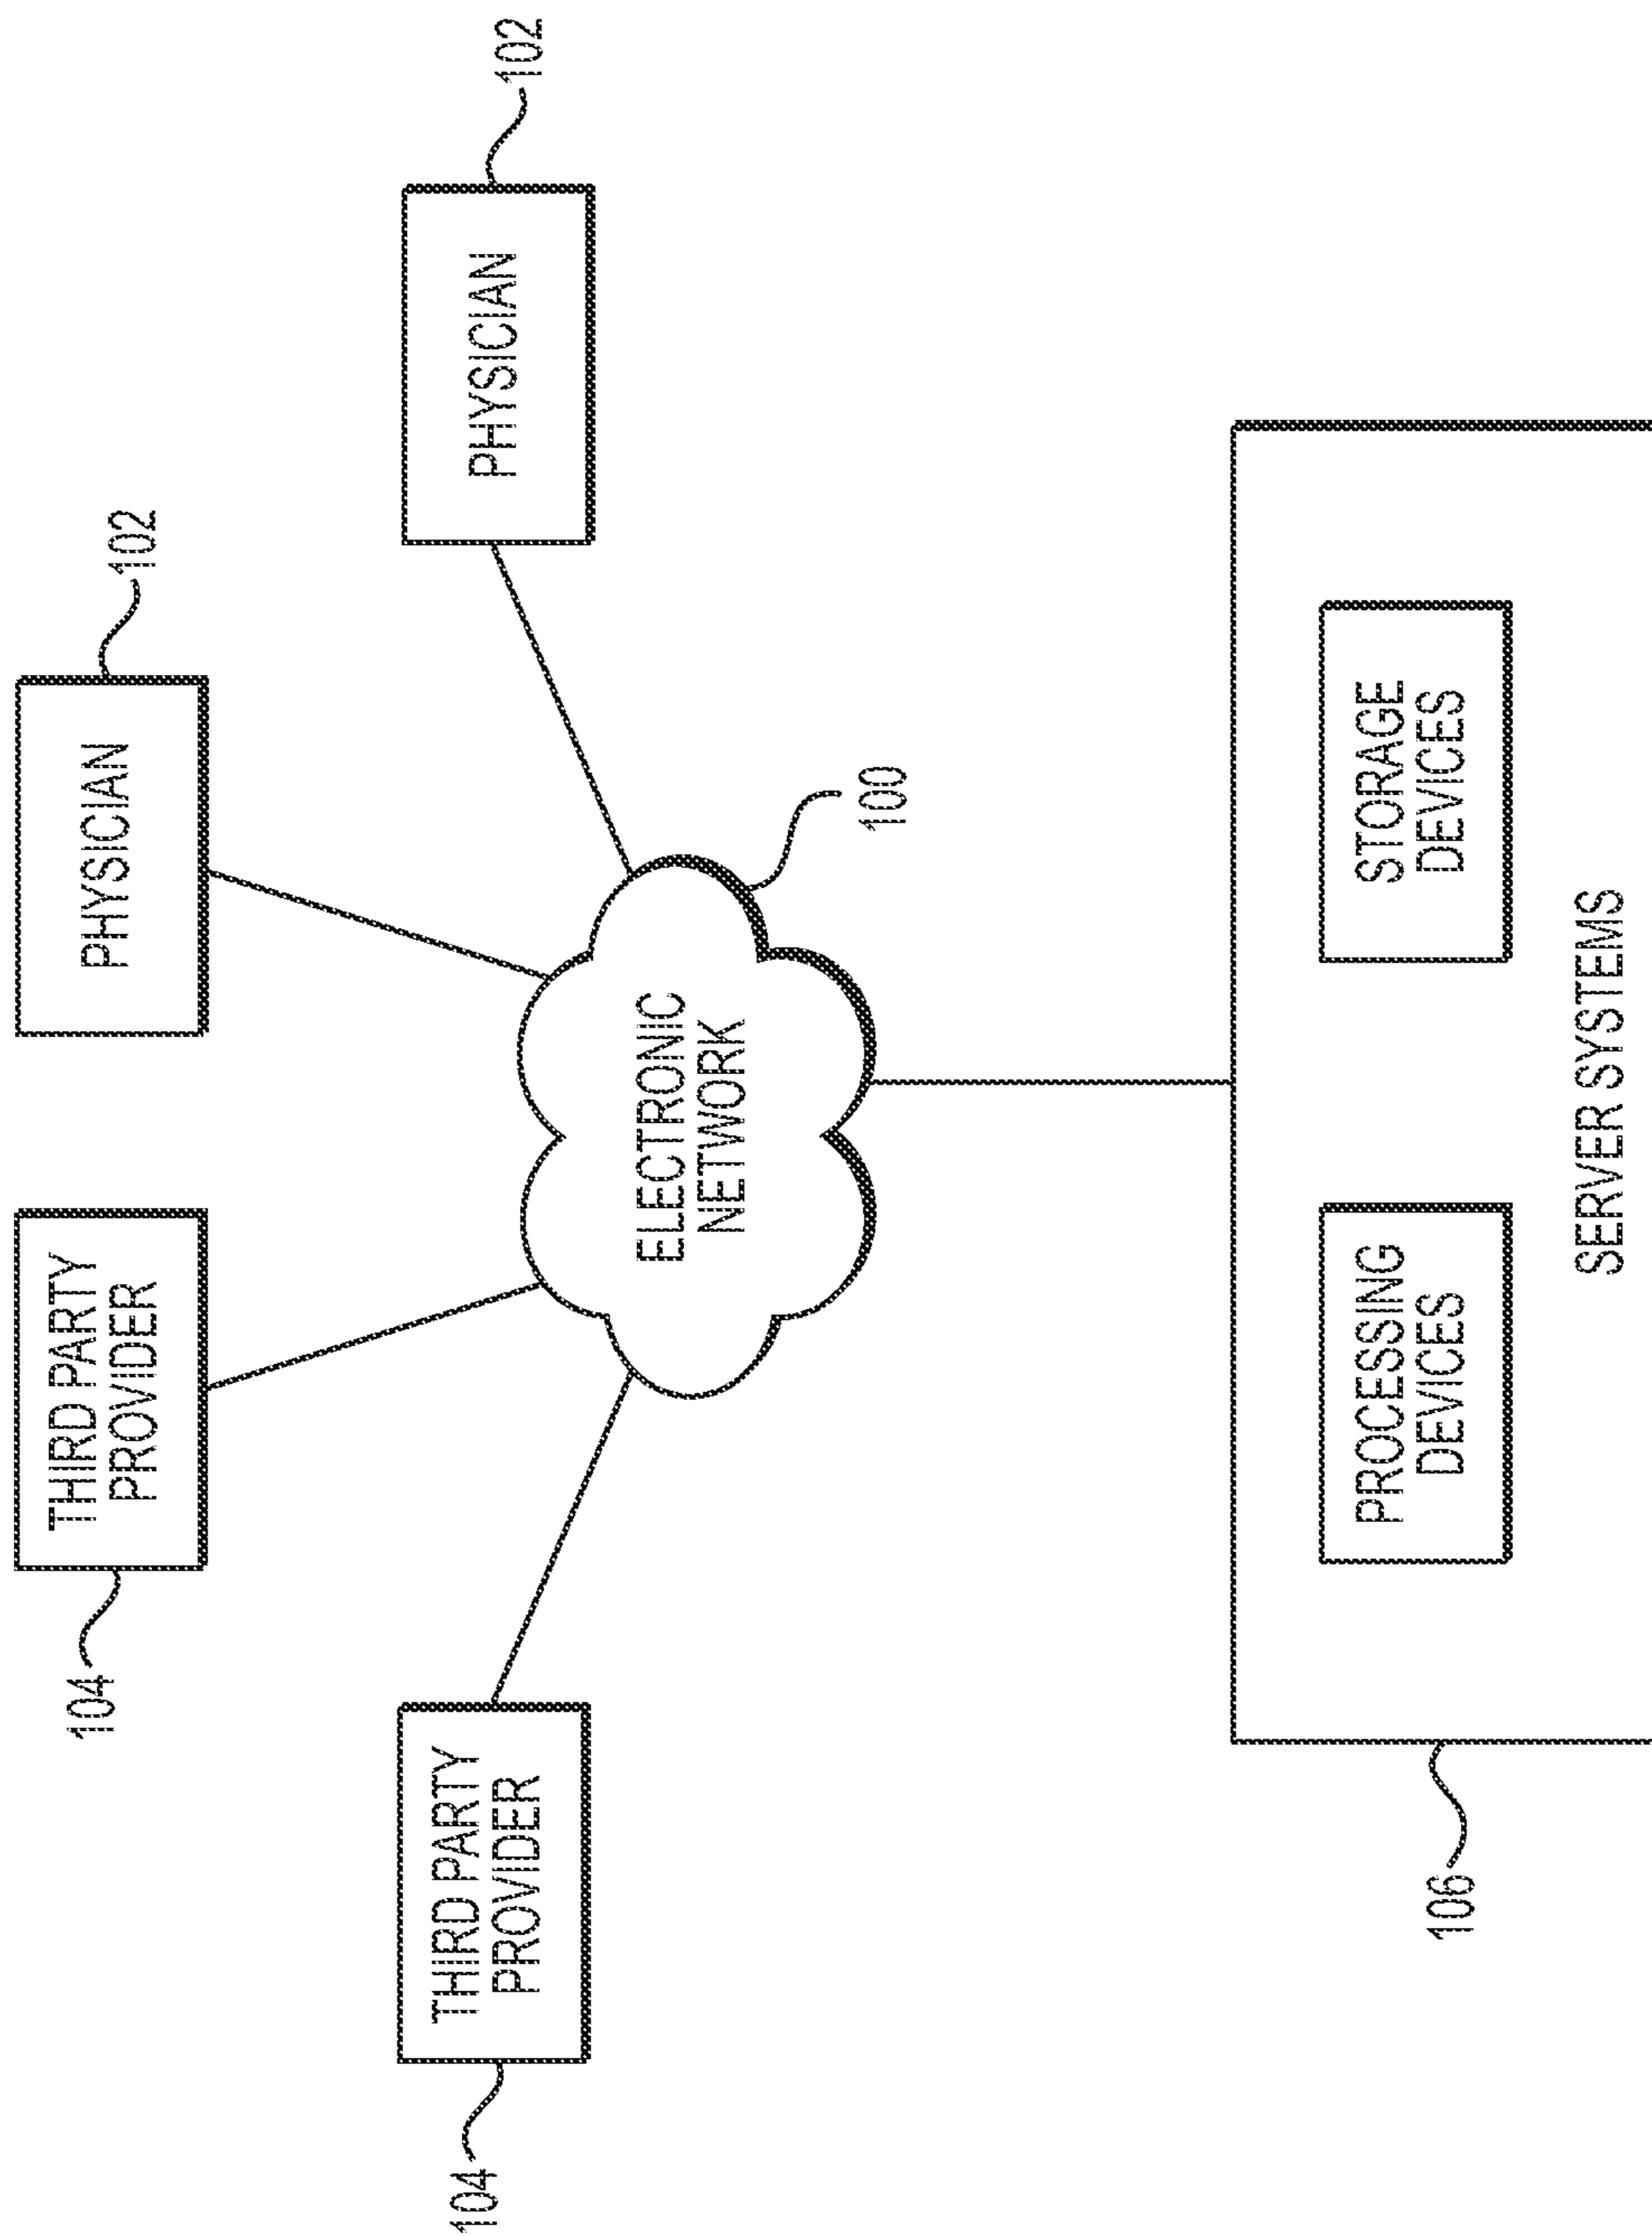 104
THIRD PARTY
PROVIDER
PHYSICIAN
102
104
THIRD PARTY
PROVIDER
PHYSICIAN
102
ELECTRONIC
NETWORK
100
106
PROCESSING
DEVICES
STORAGE
DEVICES
SERVER SYSTEMS